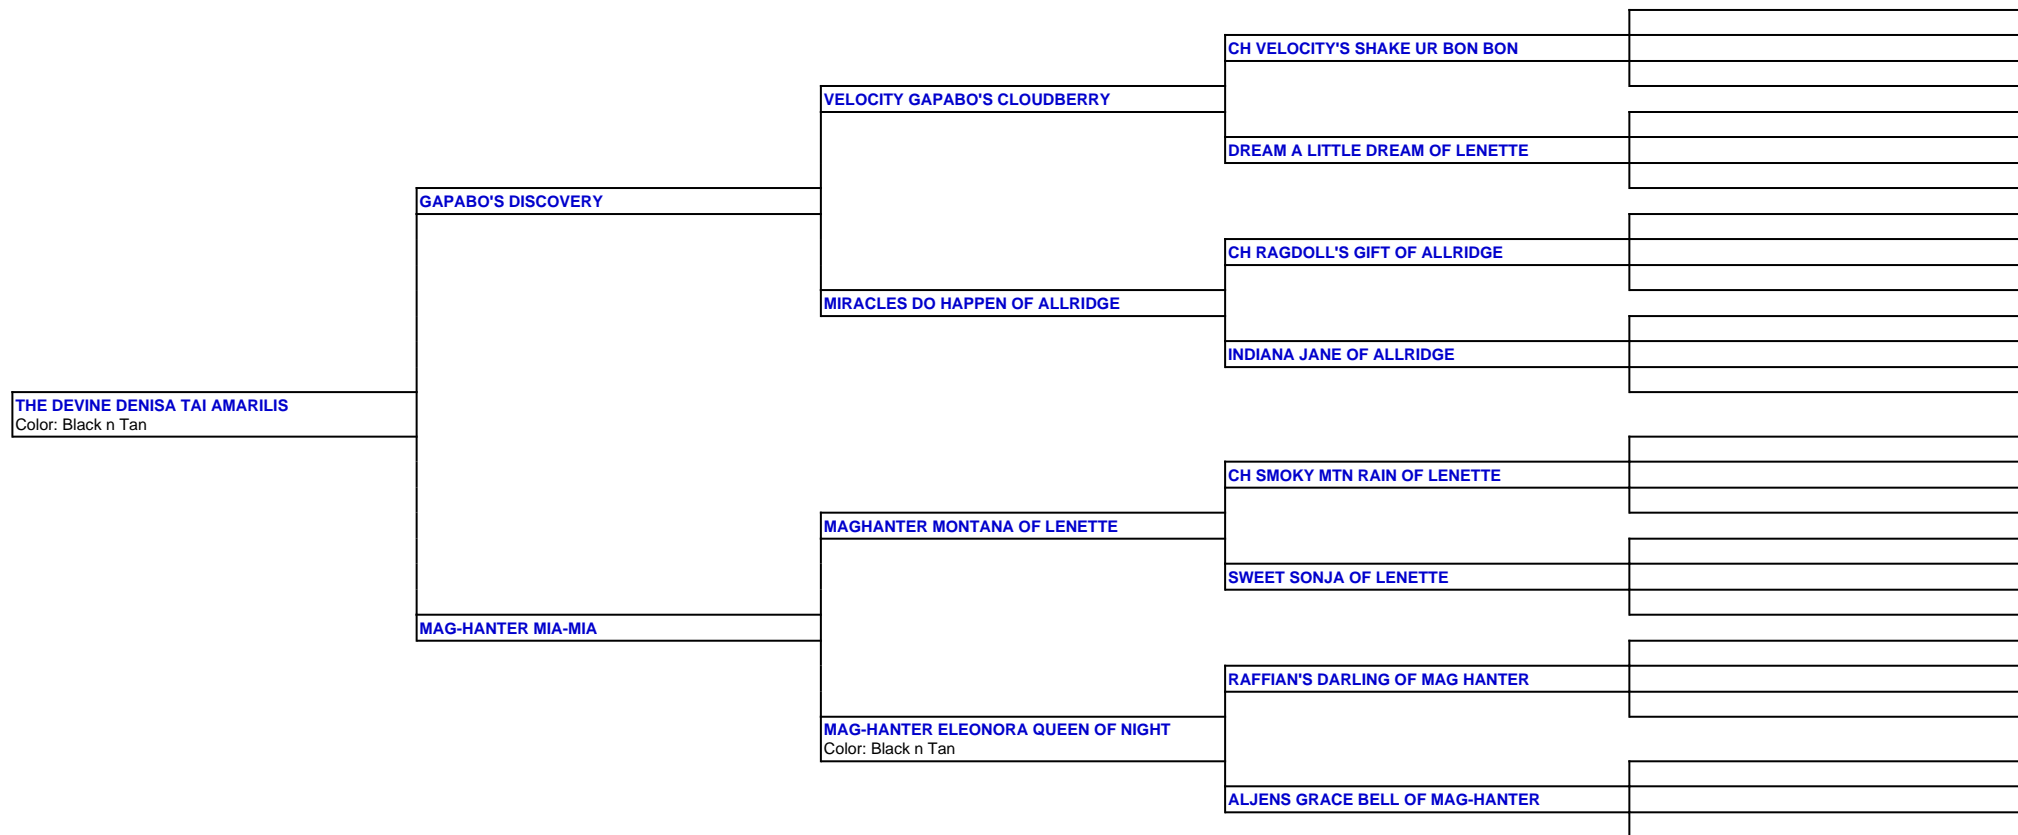 CH VELOCITY'S SHAKE UR BON BON
VELOCITY GAPABO'S CLOUDBERRY
DREAM A LITTLE DREAM OF LENETTE
GAPABO'S DISCOVERY
CH RAGDOLL'S GIFT OF ALLRIDGE
MIRACLES DO HAPPEN OF ALLRIDGE
INDIANA JANE OF ALLRIDGE
THE DEVINE DENISA TAI AMARILIS
Color: Black n Tan
CH SMOKY MTN RAIN OF LENETTE
MAGHANTER MONTANA OF LENETTE
SWEET SONJA OF LENETTE
MAG-HANTER MIA-MIA
RAFFIAN'S DARLING OF MAG HANTER
MAG-HANTER ELEONORA QUEEN OF NIGHT
Color: Black n Tan
ALJENS GRACE BELL OF MAG-HANTER